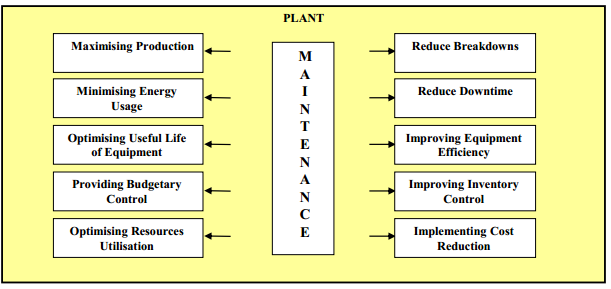 PLANT
Maximising Production
Minimising Energy
Usage
Optimising Useful Life
of Equipment
Providing Budgetary
Control
Optimising Resources
Utilisation
M
A
I
N
T
E
N
A
N
C
E
Reduce Breakdowns
Reduce Downtime
Improving Equipment
Efficiency
Improving Inventory
Control
Implementing Cost
Reduction